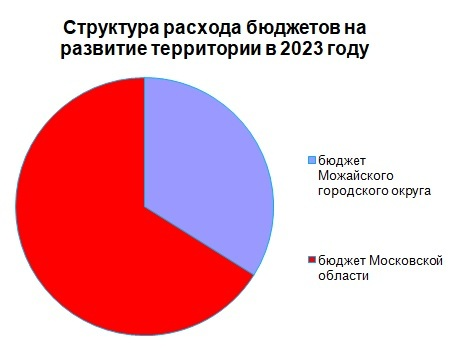 Структура расхода бюджетов на
развитие территории в 2023 году
бюджет
Можайского
городского округа
бюджет Московской
области